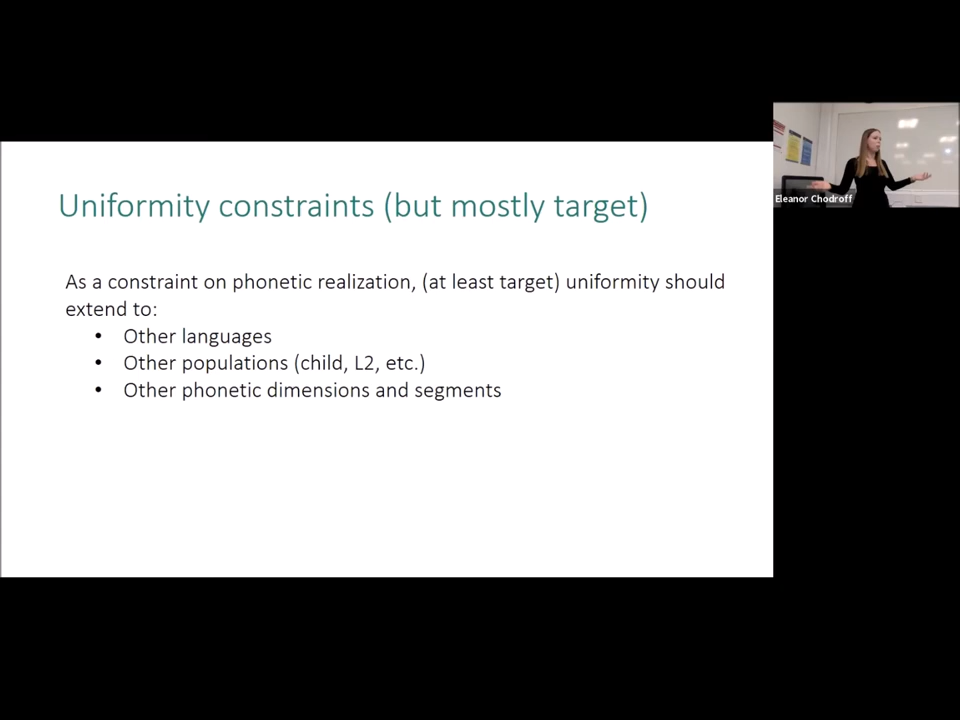 Uniformity constraints (but mostly target)
As a constraint on phonetic realization, (at least target) uniformity should
extend to:
• Other languages
• Other populations (child, L2, etc.)
• Other phonetic dimensions and segments
Eleanor Chodroff